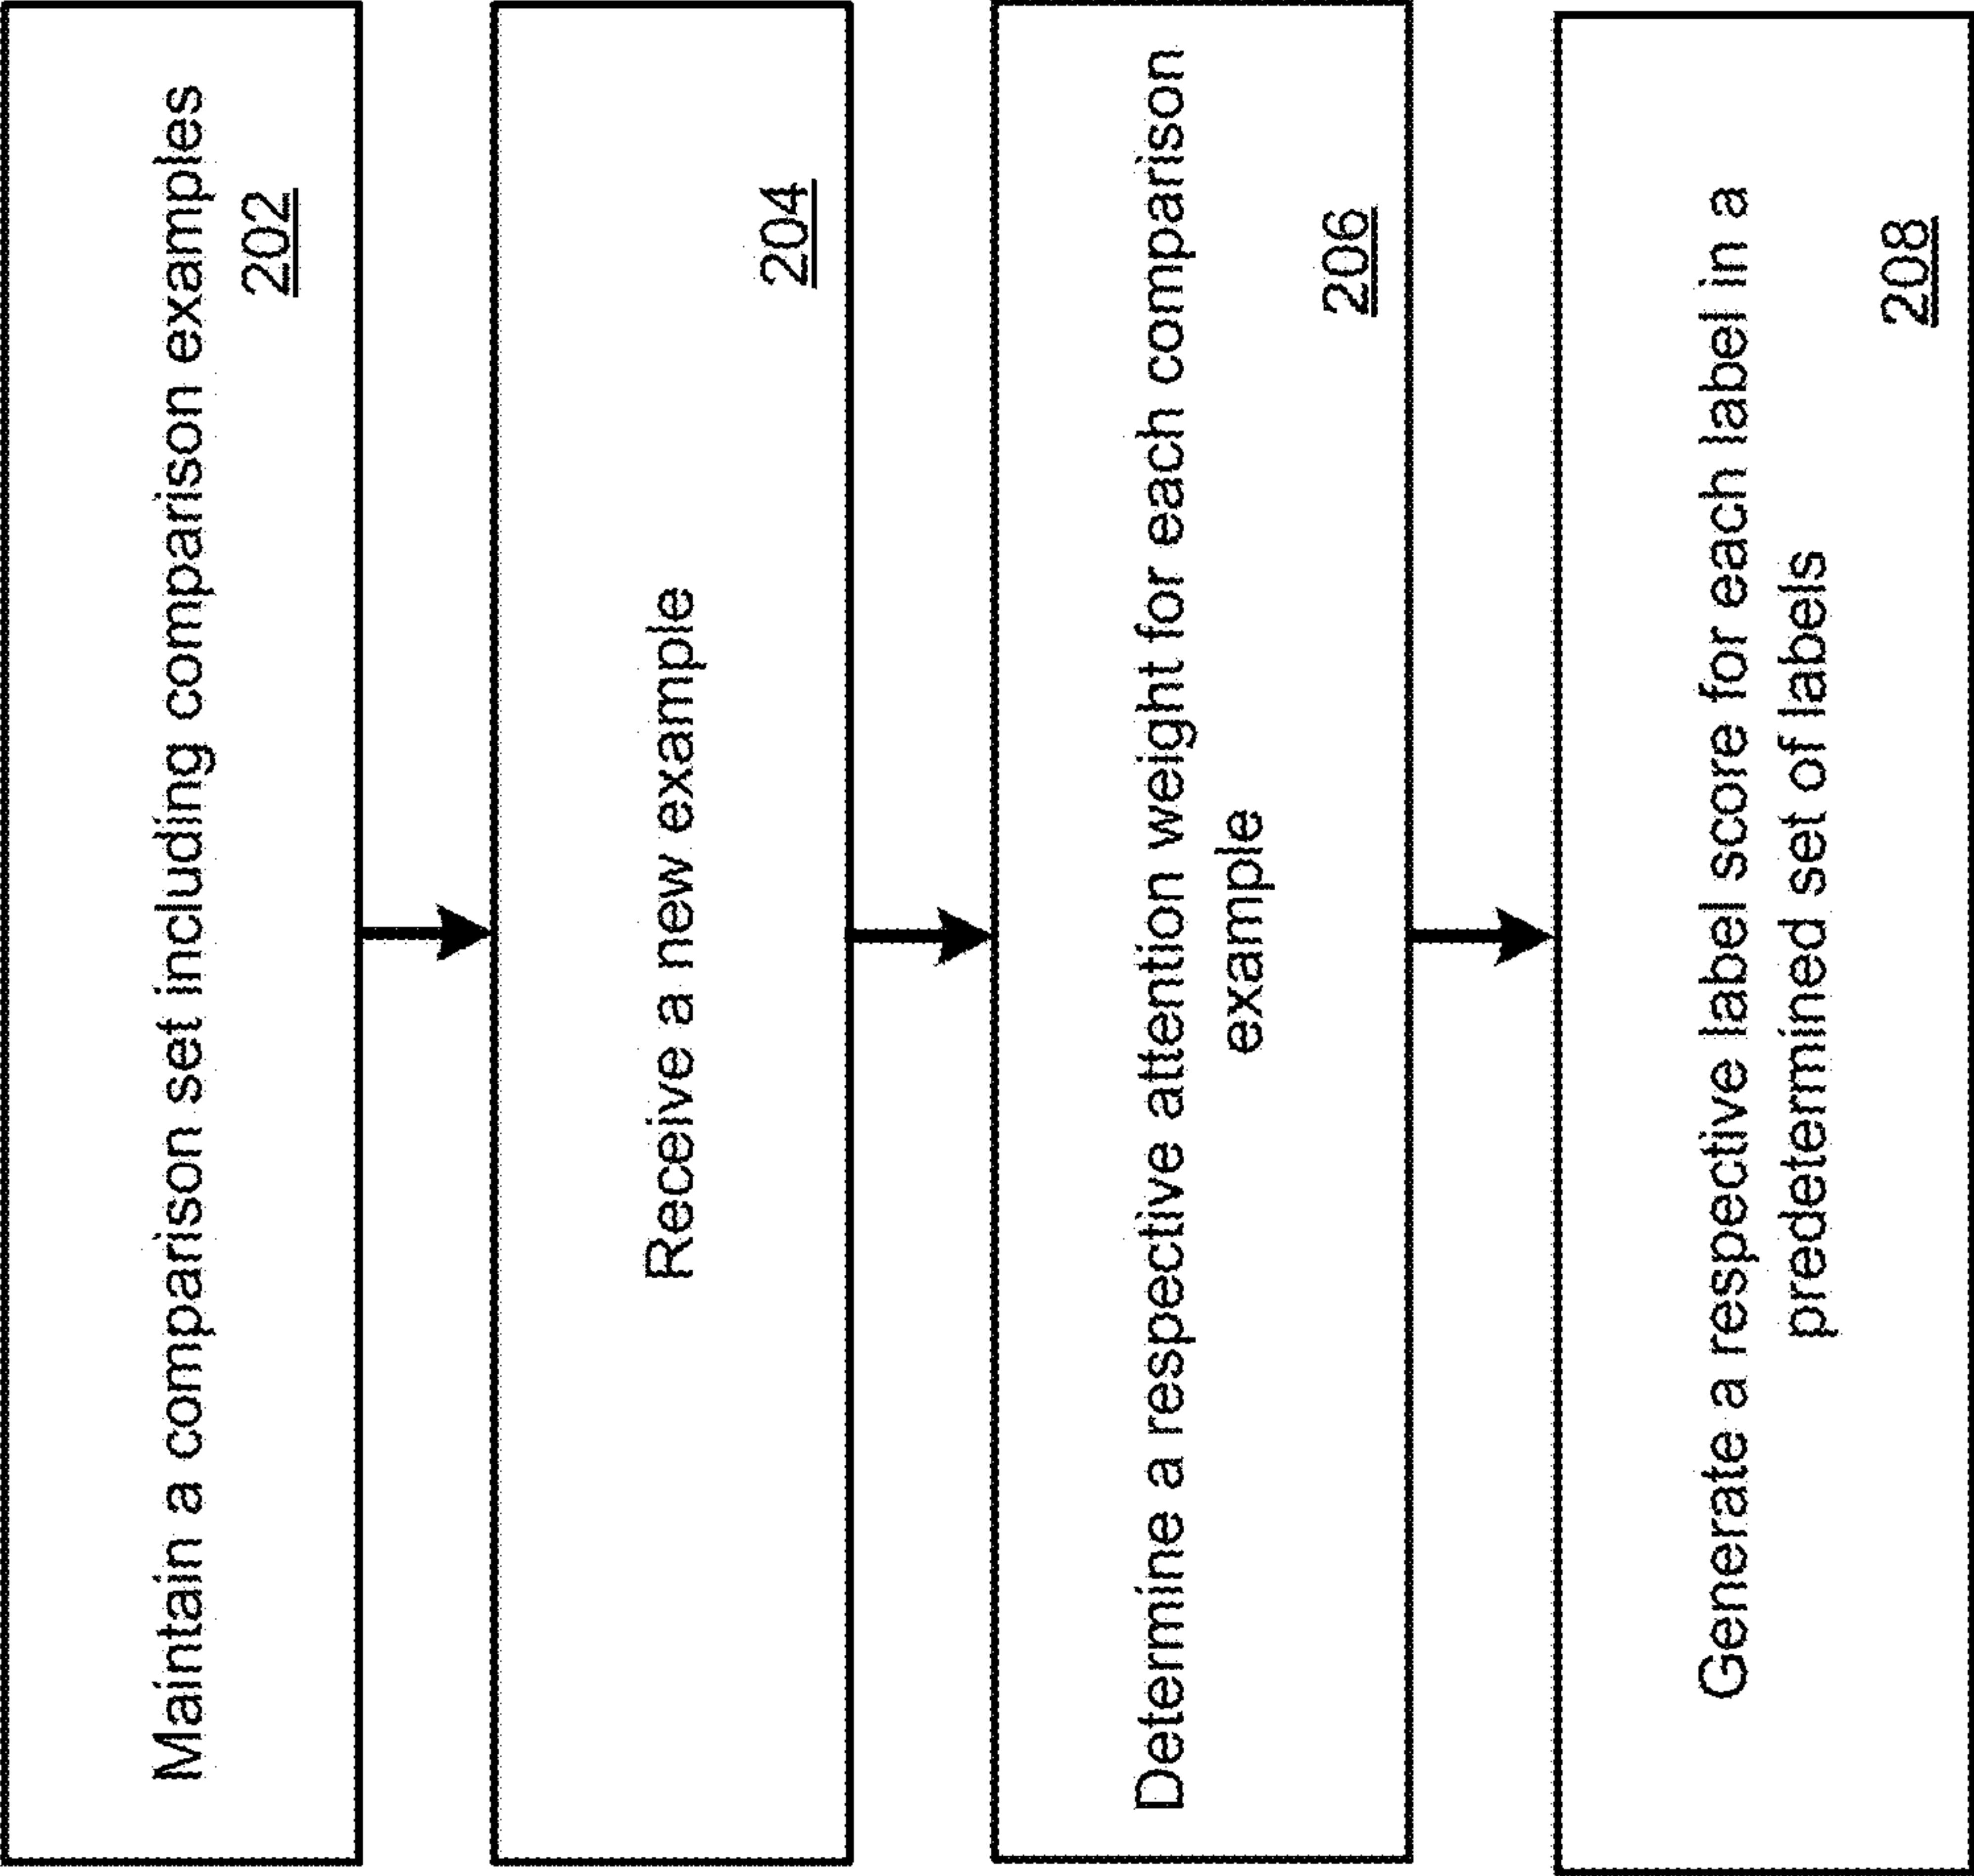 Maintain a comparison set including comparison examples
202
Receive a new example
204
Determine a respective attention weight for each comparison
example
206
Generate a respective label score for each label in a
predetermined set of labels
208